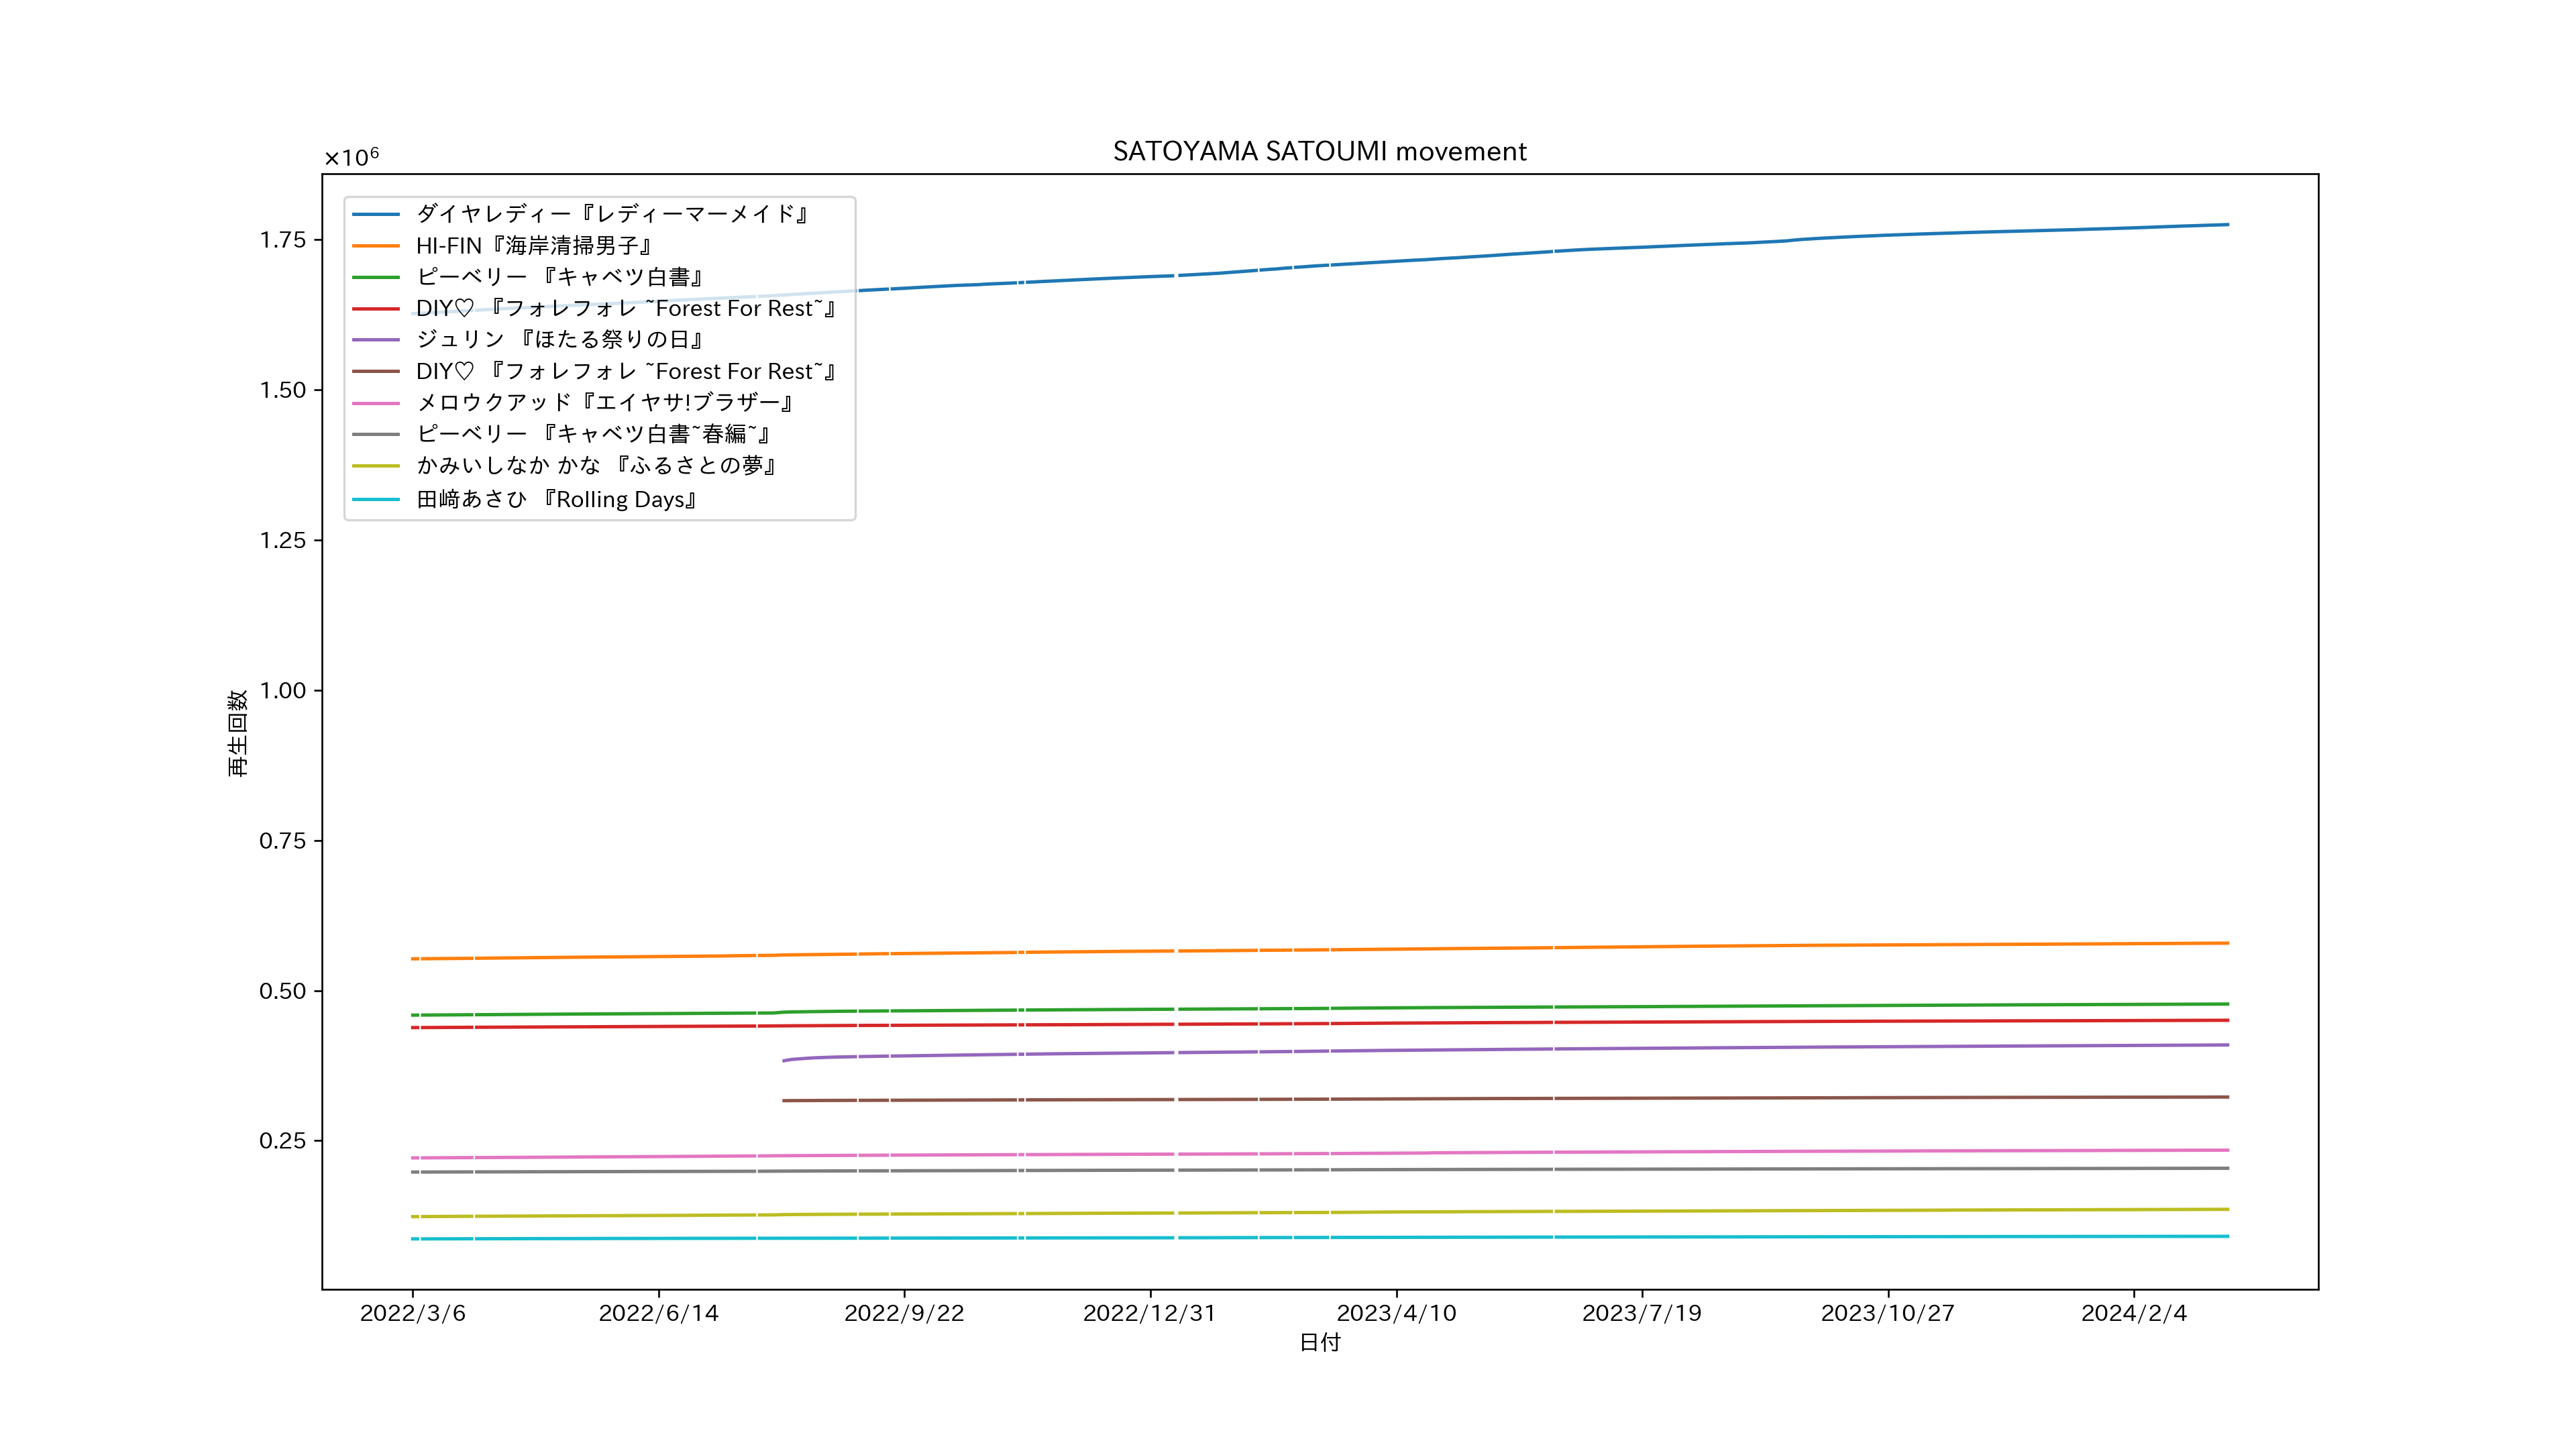 SATOYAMA SATOUMI movement
×10⁶
ダイヤレディー『レディーマーメイド』
HI-FIN『海岸清掃男子』
ピーベリー 『キャベツ白書』
DIY♡ 『フォレフォレ ~Forest For Rest~』
ジュリン 『ほたる祭りの日』
DIY♡ 『フォレフォレ ~Forest For Rest~』
メロウクアッド『エイヤサ!ブラザー』
ピーベリー 『キャベツ白書~春編~』
かみいしなか かな 『ふるさとの夢』
田﨑あさひ 『Rolling Days』
1.75
1.50
1.25
1.00
0.75
0.50
0.25
再生回数
2022/3/6
2022/6/14
2022/9/22
2022/12/31
2023/4/10
2023/7/19
2023/10/27
2024/2/4
日付